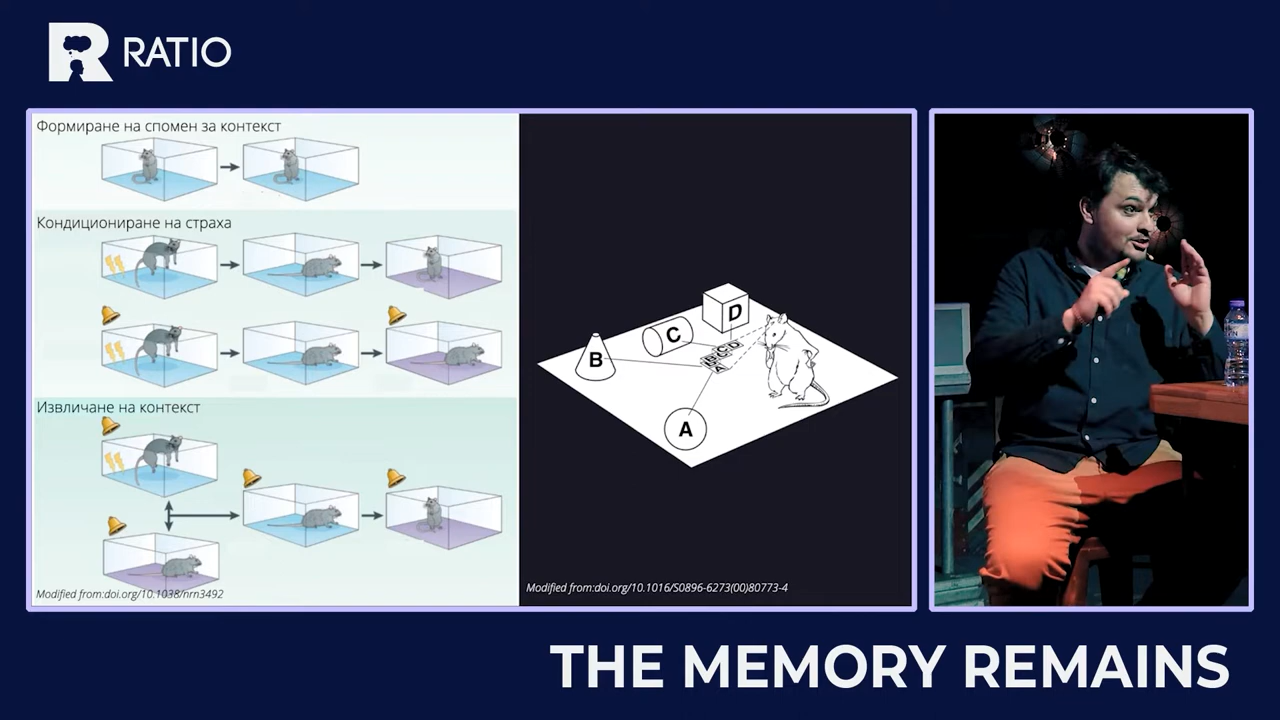 RATIO
Формиране на спомен за контекст
Кондициониране на страха
Извличане на контекст
Modified from:doi.org/10.1038/nrn3492
B
C
D
B C D
A
A
Modified from:doi.org/10.1016/S0896-6273(00)80773-4
THE MEMORY REMAINS